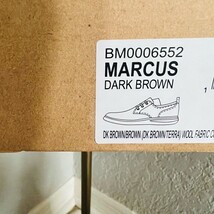 BM0006552
MARCUS
DARK BROWN
DK BROWN/BROWN (DK BROWN/TERRA) WOOL FABRIC